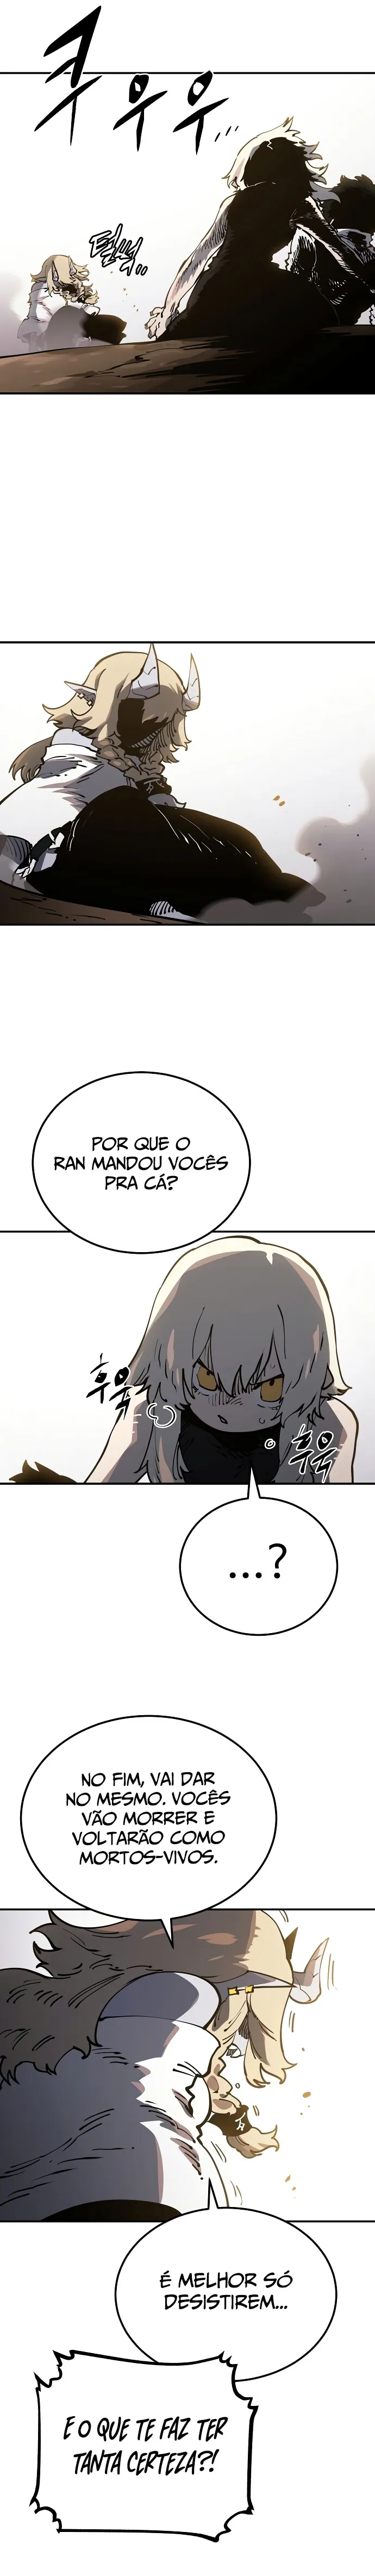 쿠우우...
털썩..
POR QUE O
RAN MANDOU VOCÊS
PRA CÁ?
후욱
후욱
...?
NO FIM, VAI DAR
NO MESMO. VOCÊS
VÃO MORRER E
VOLTARÃO COMO
MORTOS-VIVOS.
É MELHOR SÓ
DESISTIREM...
E O QUE TE FAZ TER
TANTA CERTEZA?!